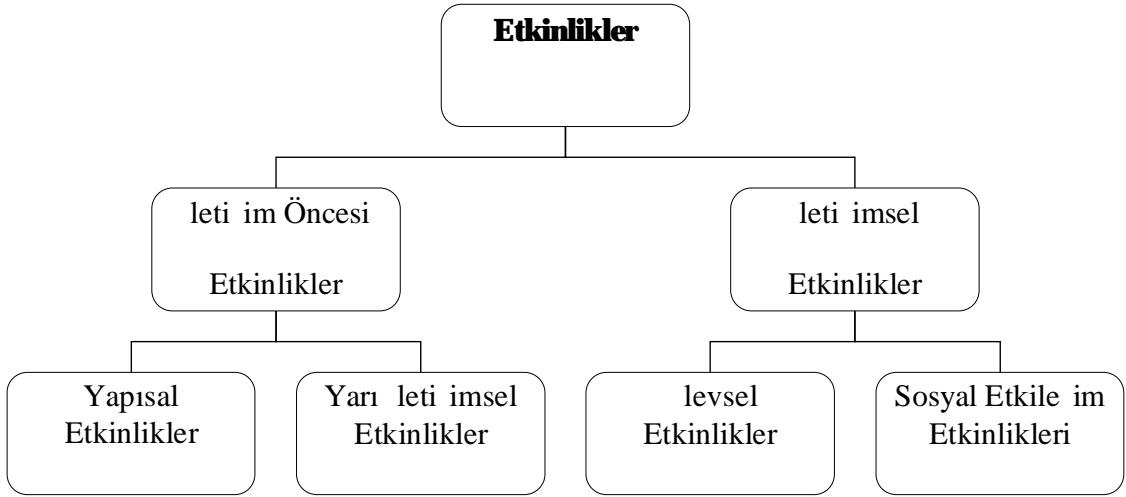 Etkinlikler
leti im Öncesi
Etkinlikler
leti imsel
Etkinlikler
Yapısal
Etkinlikler
Yarı leti imsel
Etkinlikler
levsel
Etkinlikler
Sosyal Etkile im
Etkinlikleri